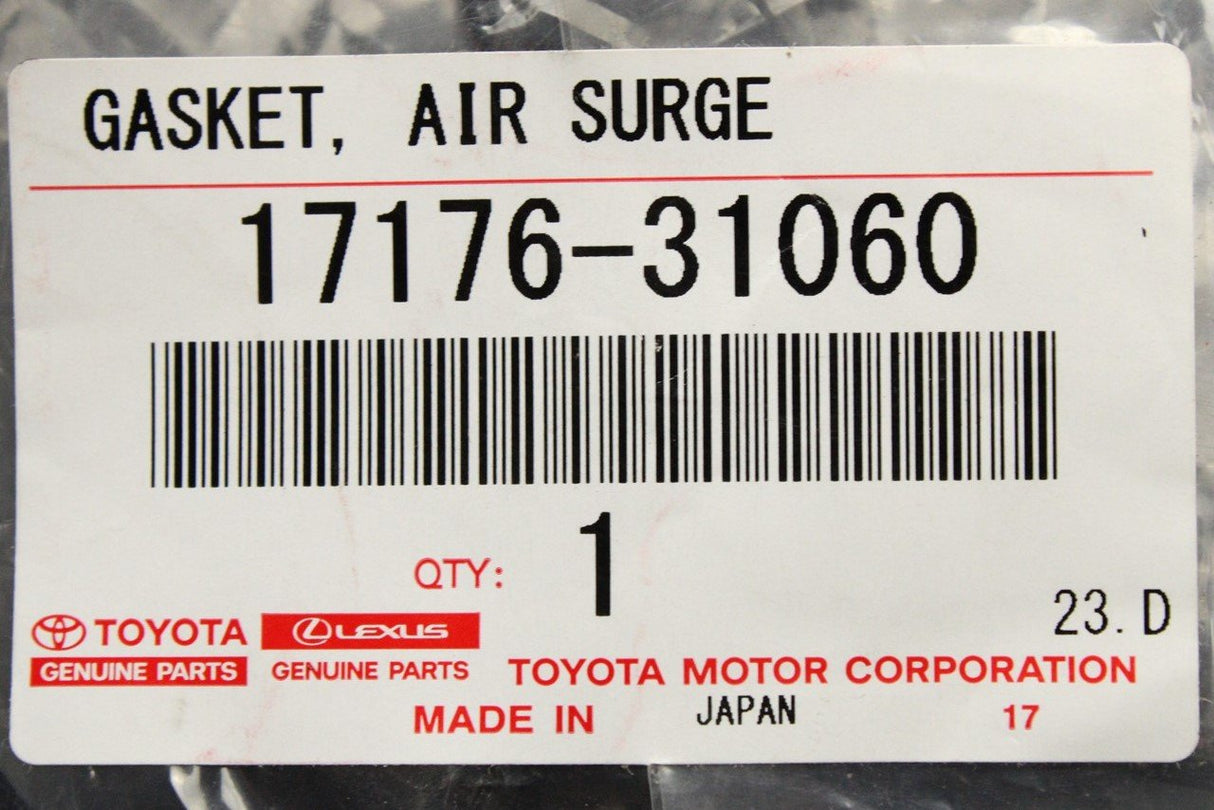 GASKET, AIR SURGE
17176-31060
QTY: 1
23. D
TOYOTA LEXUS
GENUINE PARTS GENUINE PARTS TOYOTA MOTOR CORPORATION
MADE IN JAPAN 17